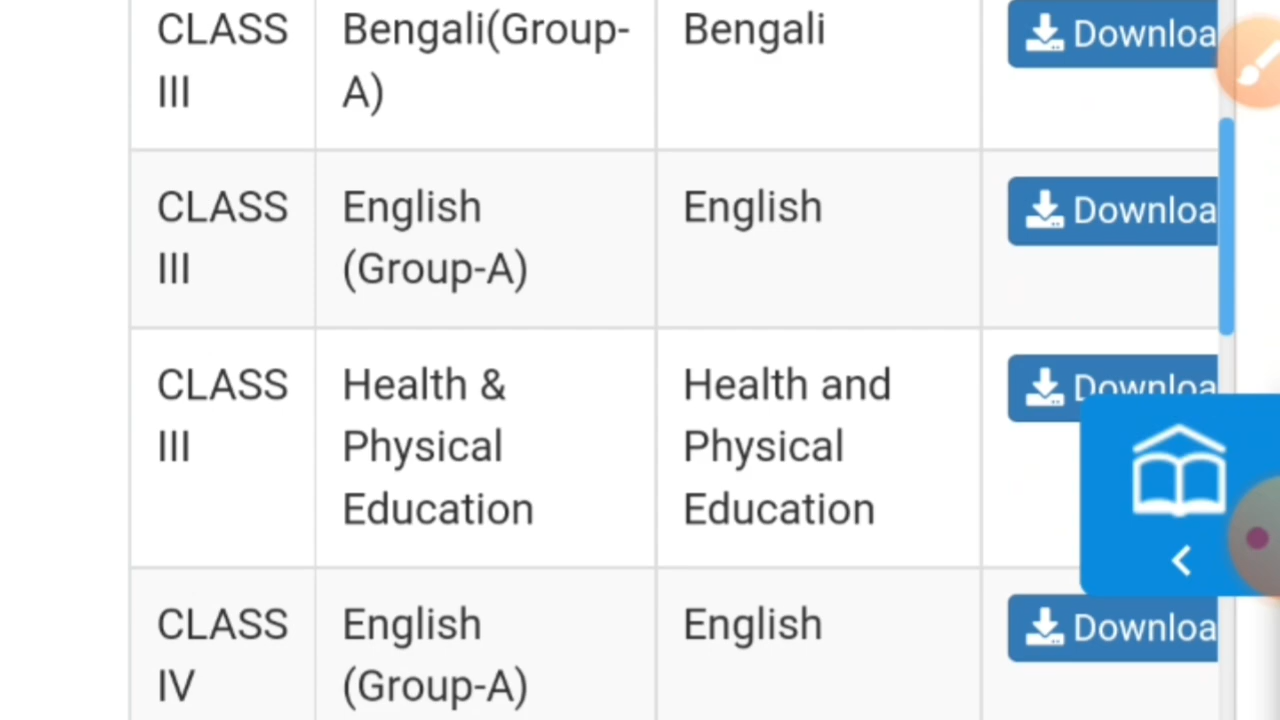 CLASS Bengali(Group- Bengali Downloa
III A)
CLASS English English Downloa
III (Group-A)
CLASS Health & Health and Downloa
III Physical Physical
Education Education
CLASS English English Downloa
IV (Group-A)